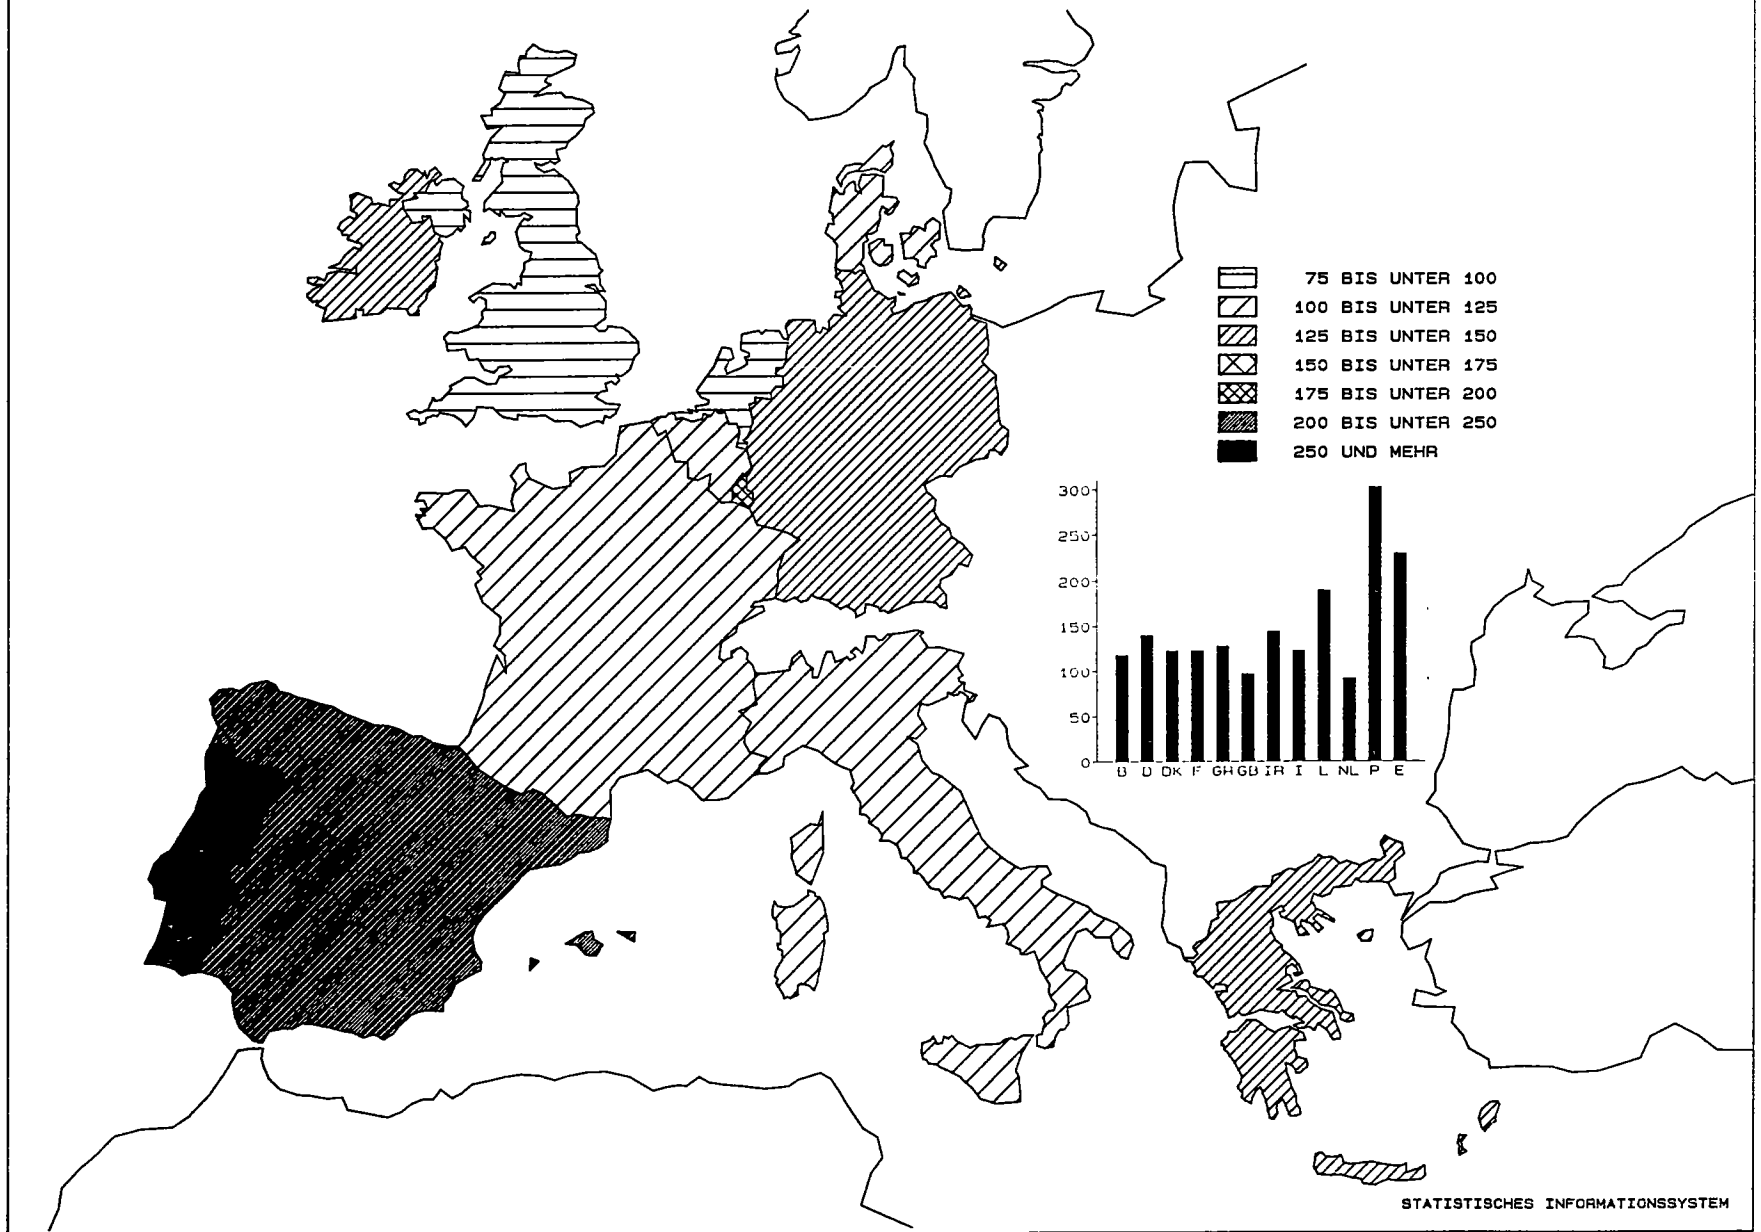 75 BIS UNTER 100
100 BIS UNTER 125
125 BIS UNTER 150
150 BIS UNTER 175
175 BIS UNTER 200
200 BIS UNTER 250
250 UND MEHR
300
250
200
150
100
50
0
B D DK F GR GB IR I L NL P E
STATISTISCHES INFORMATIONSSYSTEM